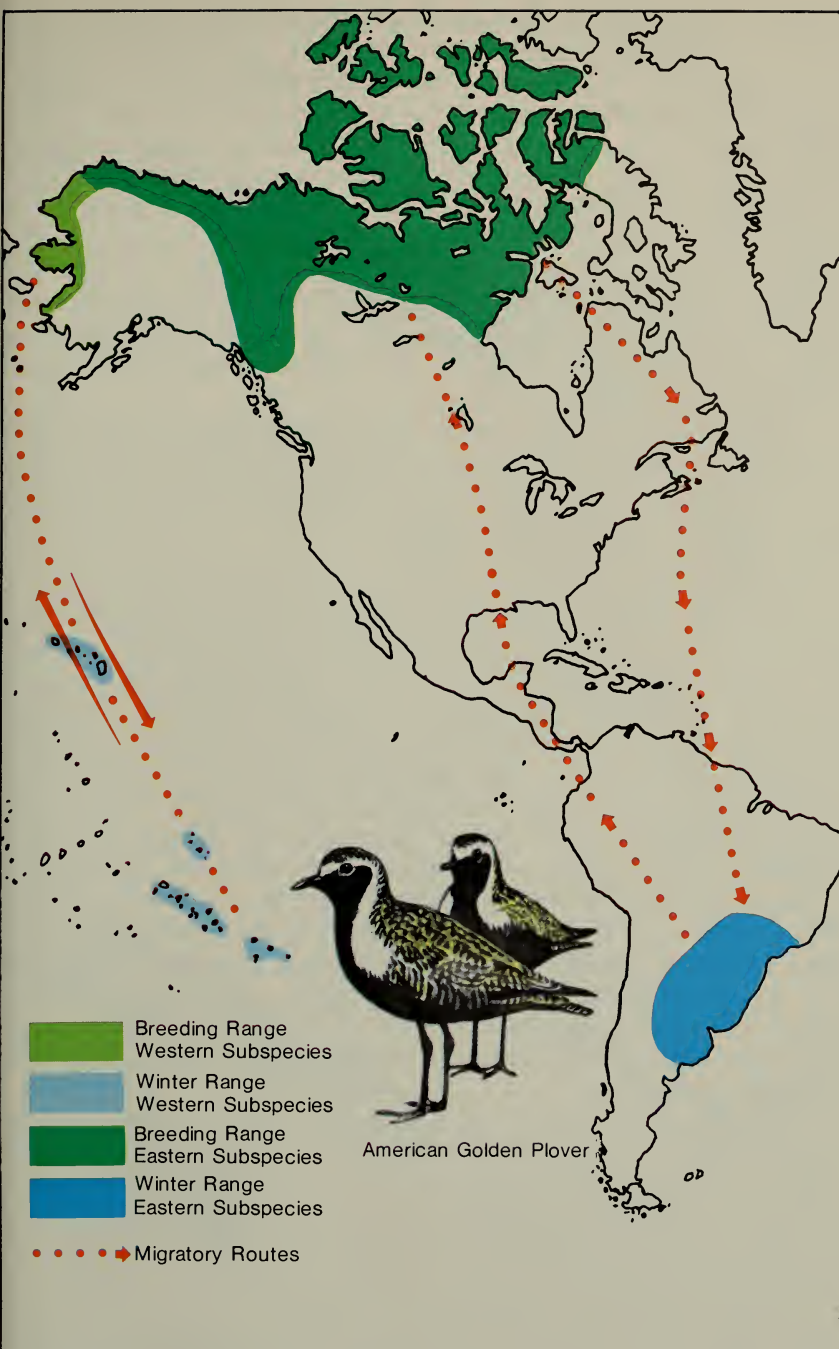 Breeding Range
Western Subspecies
Winter Range
Western Subspecies
Breeding Range
Eastern Subspecies
American Golden Plover
Winter Range
Eastern Subspecies
Migratory Routes